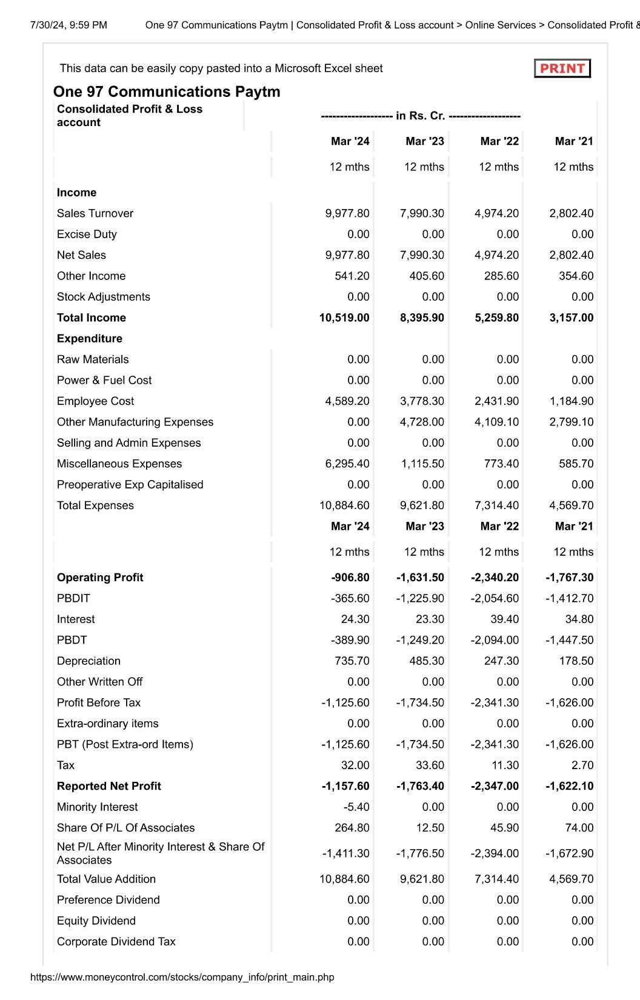 7/30/24, 9:59 PM One 97 Communications Paytm | Consolidated Profit & Loss account > Online Services > Consolidated Profit &
This data can be easily copy pasted into a Microsoft Excel sheet PRINT
One 97 Communications Paytm
Consolidated Profit & Loss
account
------------------- in Rs. Cr. -------------------
Mar '24 Mar '23 Mar '22 Mar '21
12 mths 12 mths 12 mths 12 mths
Income
Sales Turnover 9,977.80 7,990.30 4,974.20 2,802.40
Excise Duty 0.00 0.00 0.00 0.00
Net Sales 9,977.80 7,990.30 4,974.20 2,802.40
Other Income 541.20 405.60 285.60 354.60
Stock Adjustments 0.00 0.00 0.00 0.00
Total Income 10,519.00 8,395.90 5,259.80 3,157.00
Expenditure
Raw Materials 0.00 0.00 0.00 0.00
Power & Fuel Cost 0.00 0.00 0.00 0.00
Employee Cost 4,589.20 3,778.30 2,431.90 1,184.90
Other Manufacturing Expenses 0.00 4,728.00 4,109.10 2,799.10
Selling and Admin Expenses 0.00 0.00 0.00 0.00
Miscellaneous Expenses 6,295.40 1,115.50 773.40 585.70
Preoperative Exp Capitalised 0.00 0.00 0.00 0.00
Total Expenses 10,884.60 9,621.80 7,314.40 4,569.70
Mar '24 Mar '23 Mar '22 Mar '21
12 mths 12 mths 12 mths 12 mths
Operating Profit -906.80 -1,631.50 -2,340.20 -1,767.30
PBDIT -365.60 -1,225.90 -2,054.60 -1,412.70
Interest 24.30 23.30 39.40 34.80
PBDT -389.90 -1,249.20 -2,094.00 -1,447.50
Depreciation 735.70 485.30 247.30 178.50
Other Written Off 0.00 0.00 0.00 0.00
Profit Before Tax -1,125.60 -1,734.50 -2,341.30 -1,626.00
Extra-ordinary items 0.00 0.00 0.00 0.00
PBT (Post Extra-ord Items) -1,125.60 -1,734.50 -2,341.30 -1,626.00
Tax 32.00 33.60 11.30 2.70
Reported Net Profit -1,157.60 -1,763.40 -2,347.00 -1,622.10
Minority Interest -5.40 0.00 0.00 0.00
Share Of P/L Of Associates 264.80 12.50 45.90 74.00
Net P/L After Minority Interest & Share Of
Associates -1,411.30 -1,776.50 -2,394.00 -1,672.90
Total Value Addition 10,884.60 9,621.80 7,314.40 4,569.70
Preference Dividend 0.00 0.00 0.00 0.00
Equity Dividend 0.00 0.00 0.00 0.00
Corporate Dividend Tax 0.00 0.00 0.00 0.00
https://www.moneycontrol.com/stocks/company_info/print_main.php